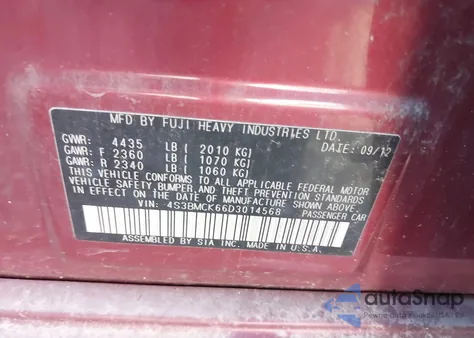 MFD BY FUJI HEAVY INDUSTRIES LTD.
DATE: 09/12
GVWR: 4435 LB ( 2010 KG)
GAWR: F 2360 LB ( 1070 KG)
GAWR: R 2340 LB ( 1060 KG)
THIS VEHICLE CONFORMS TO ALL APPLICABLE FEDERAL MOTOR
VEHICLE SAFETY, BUMPER, AND THEFT PREVENTION STANDARDS
IN EFFECT ON THE DATE OF MANUFACTURE SHOWN ABOVE.
VIN: 4S3BMCK66D3014568
PASSENGER CAR
ASSEMBLED BY SIA INC. MADE IN U.S.A.
autoSnap